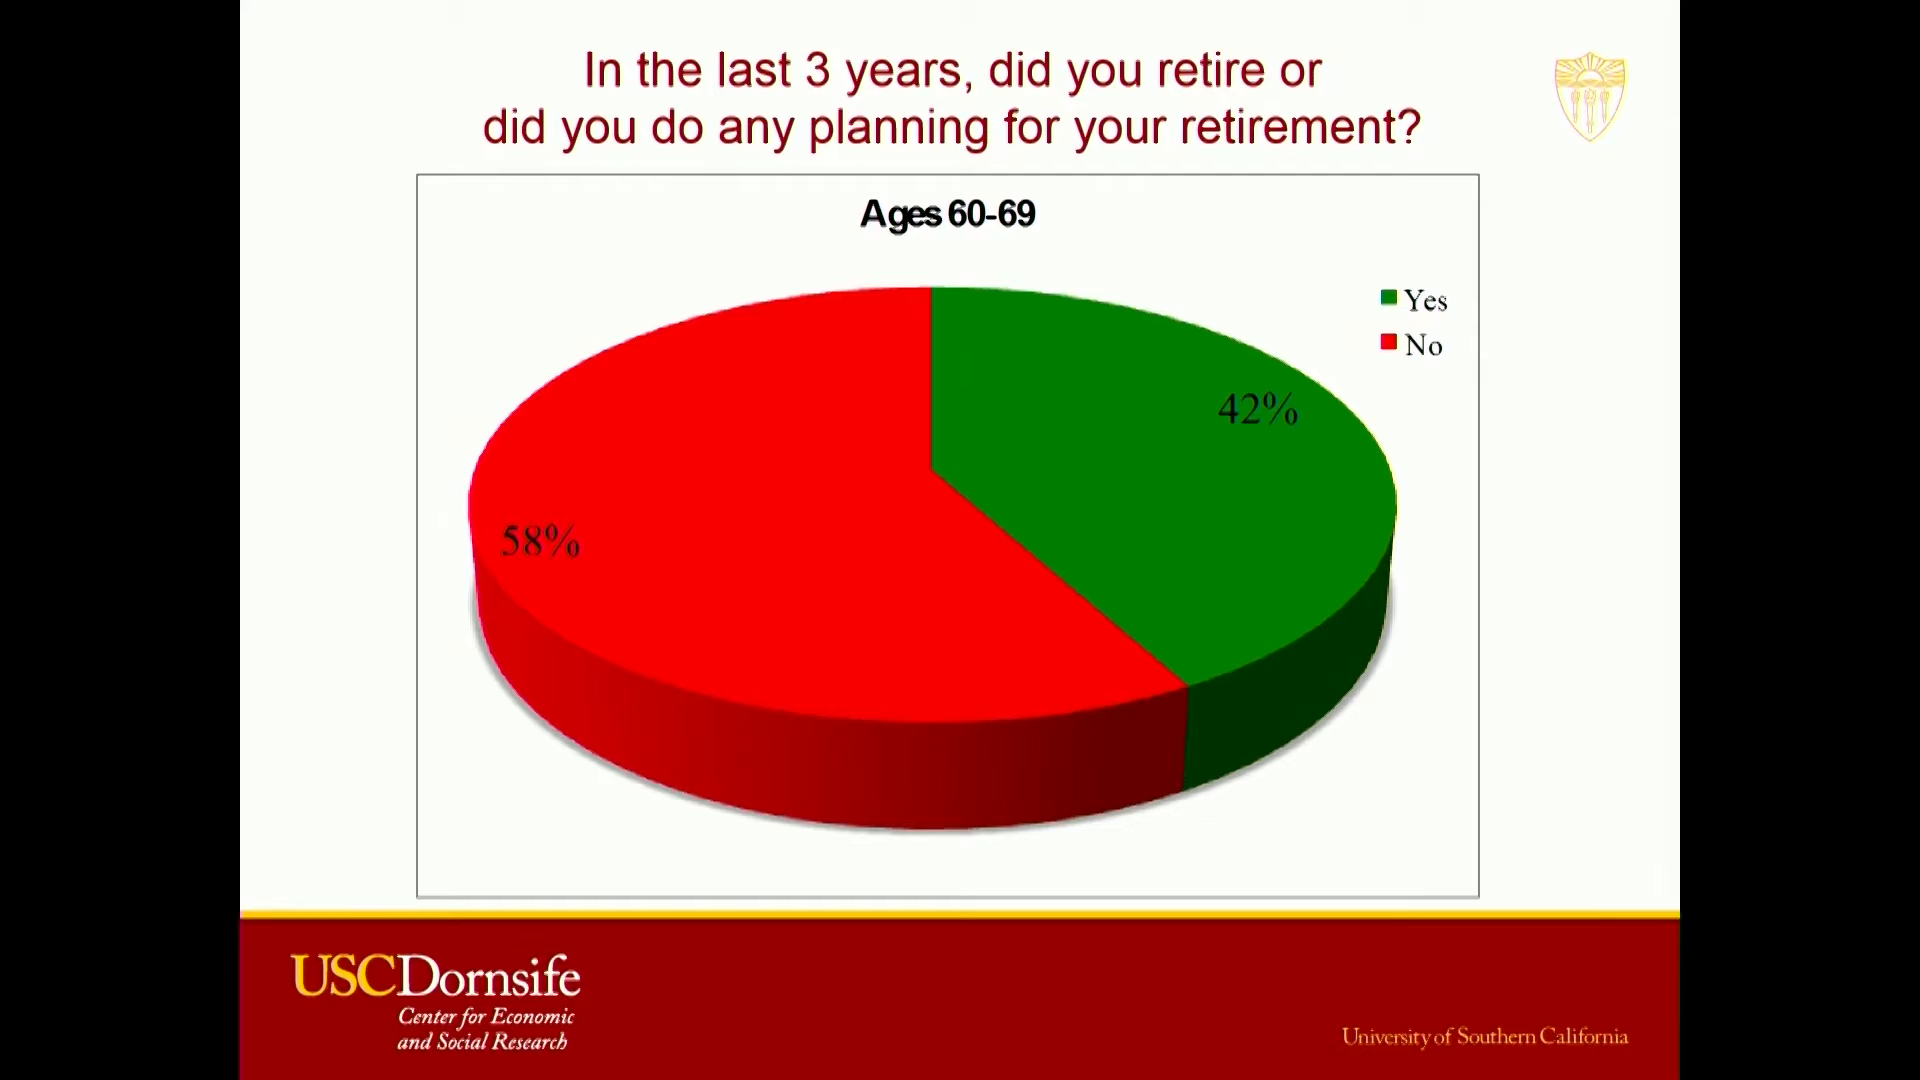 In the last 3 years, did you retire or
did you do any planning for your retirement?
Ages 60-69
Yes
No
42%
58%
USCDornsife
Center for Economic
and Social Research
University of Southern California